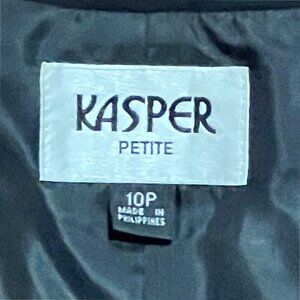 KASPER
PETITE
10P
MADE IN
PHILIPPINES